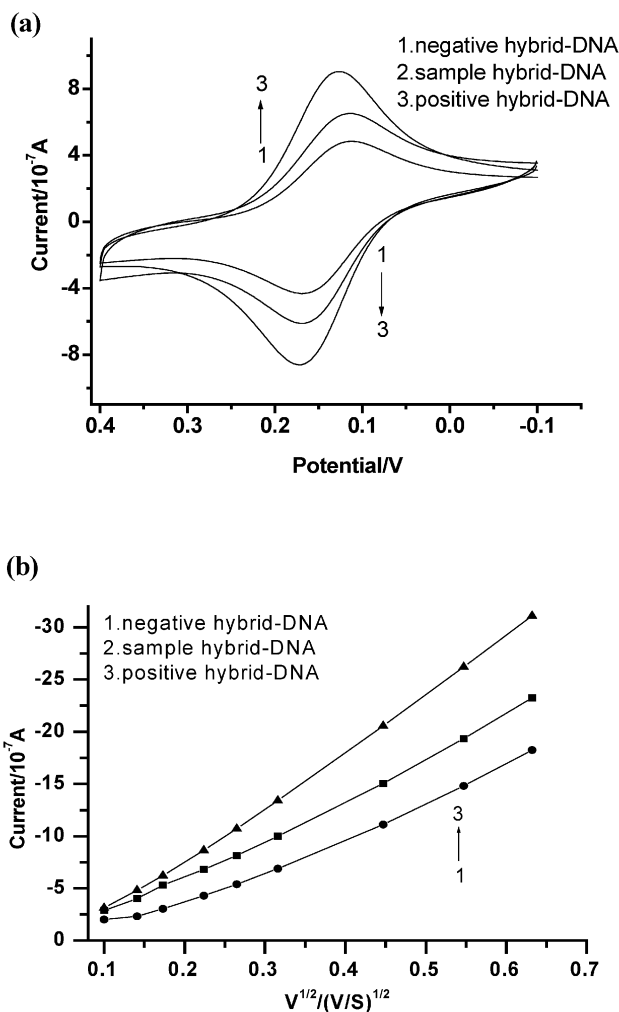 (a)
1.negative hybrid-DNA
2.sample hybrid-DNA
3.positive hybrid-DNA
8
4
0
-4
-8
Current/10⁻⁷A
3
1
1
3
0.4 0.3 0.2 0.1 0.0 -0.1
Potential/V
(b)
1.negative hybrid-DNA
2.sample hybrid-DNA
3.positive hybrid-DNA
-30
-25
-20
-15
-10
-5
0
Current/10⁻⁷A
3
1
0.1 0.2 0.3 0.4 0.5 0.6 0.7
V^1/2/(V/S)^1/2